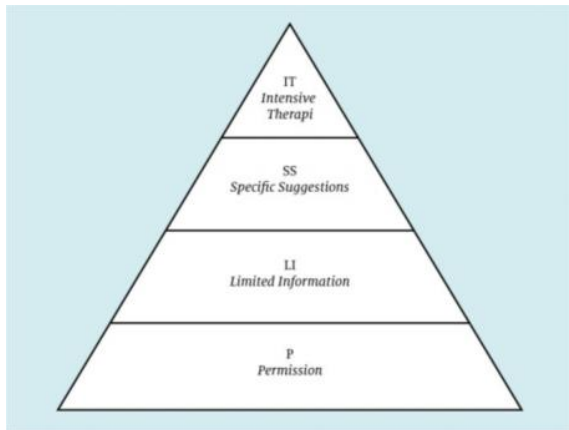 IT
Intensive
Therapi
SS
Specific Suggestions
LI
Limited Information
P
Permission